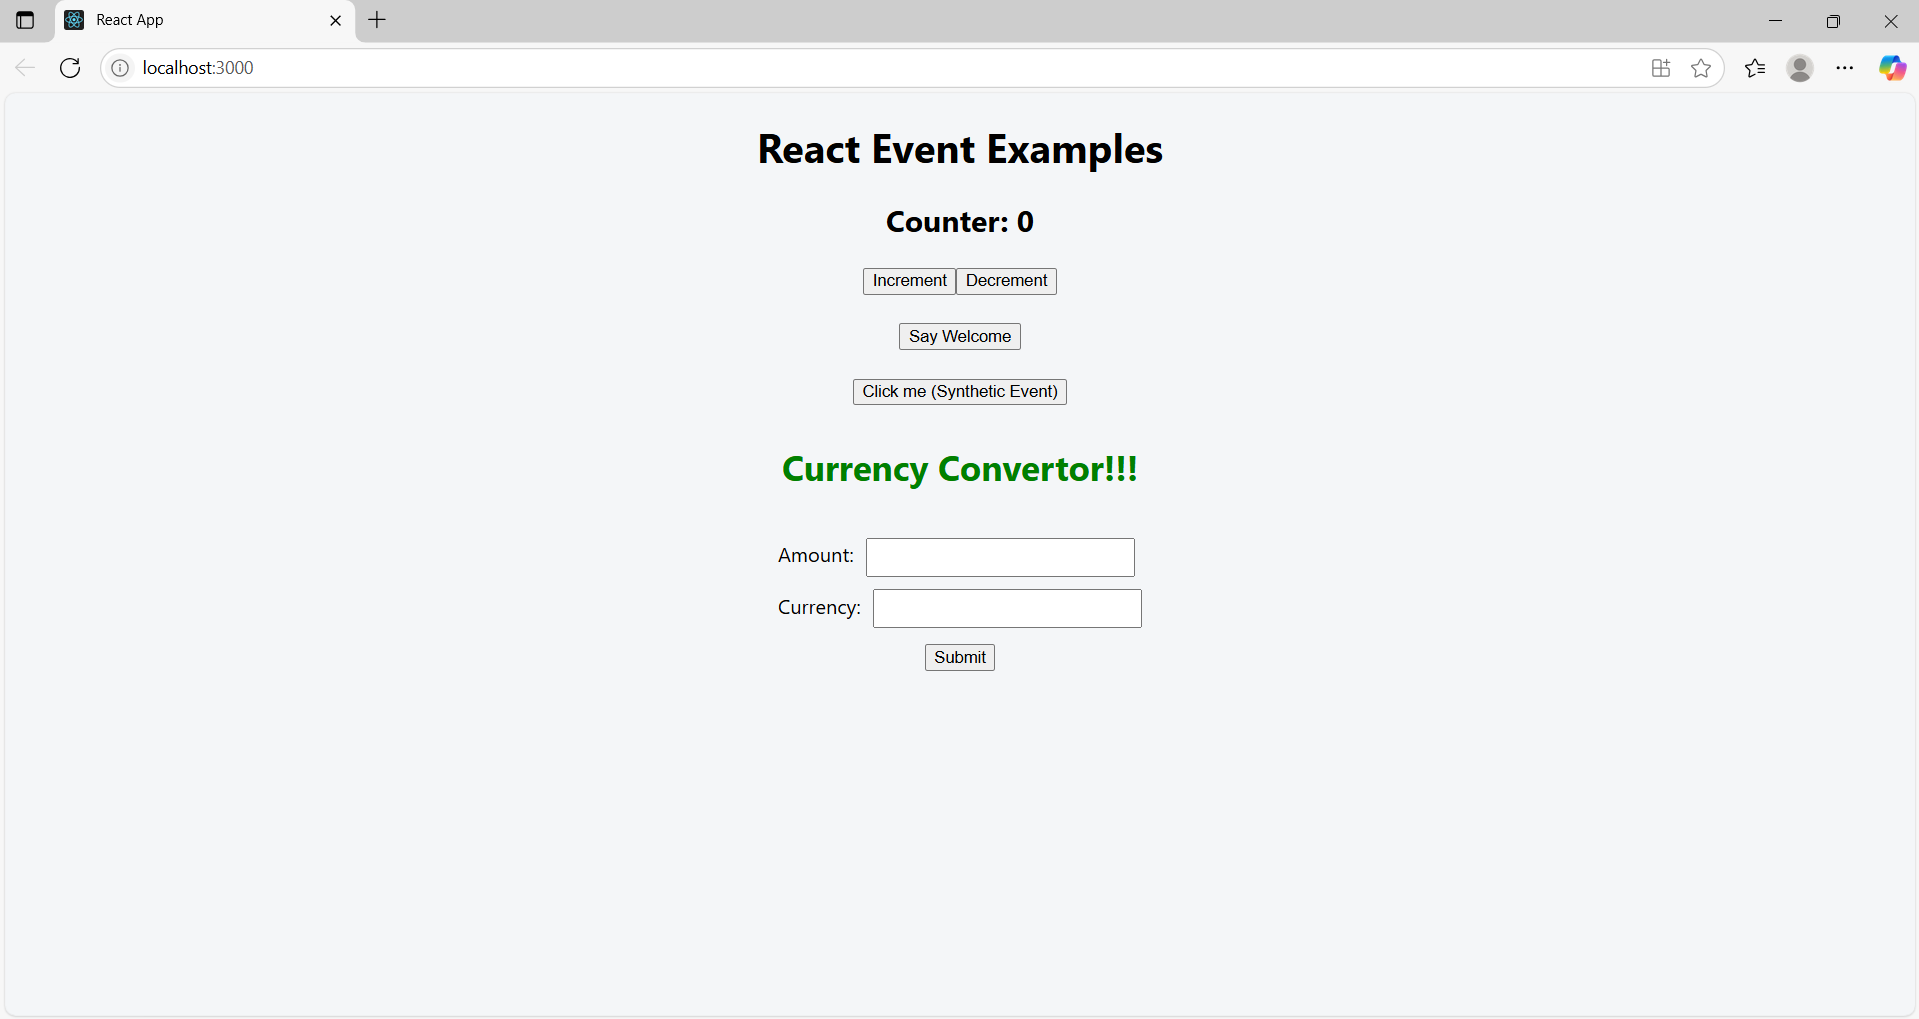 React App
localhost:3000
React Event Examples
Counter: 0
Increment Decrement
Say Welcome
Click me (Synthetic Event)
Currency Convertor!!!
Amount:
Currency:
Submit